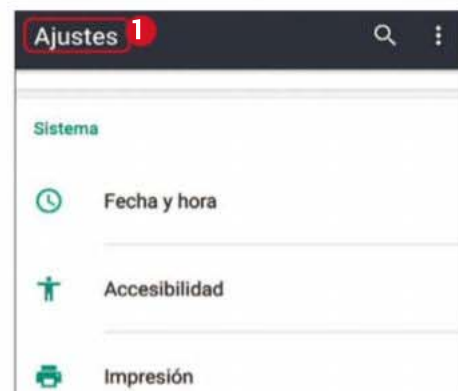 Ajustes 1
Sistema
Fecha y hora
Accesibilidad
Impresión